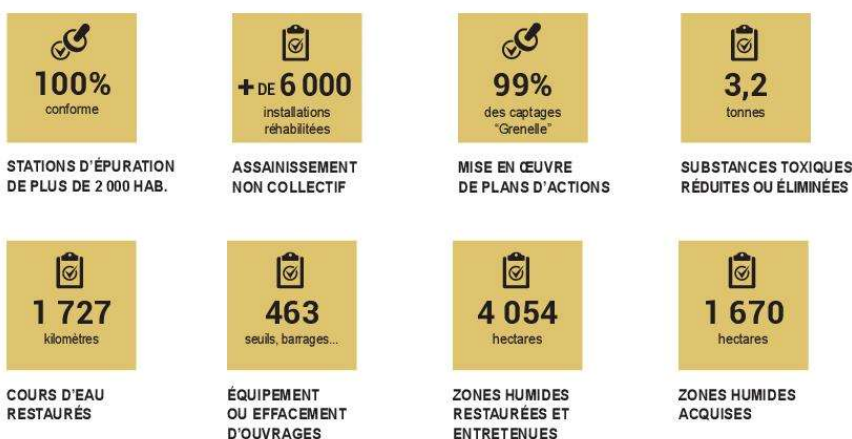 100%
conforme
STATIONS D'ÉPURATION
DE PLUS DE 2 000 HAB.
+ DE 6 000
installations
réhabilitées
ASSAINISSEMENT
NON COLLECTIF
99%
des captages
"Grenelle"
MISE EN ŒUVRE
DE PLANS D'ACTIONS
3,2
tonnes
SUBSTANCES TOXIQUES
RÉDUITES OU ÉLIMINÉES
1 727
kilomètres
COURS D'EAU
RESTAURÉS
463
seuils, barrages...
ÉQUIPEMENT
OU EFFACEMENT
D'OUVRAGES
4 054
hectares
ZONES HUMIDES
RESTAURÉES ET
ENTRETENUES
1 670
hectares
ZONES HUMIDES
ACQUISES